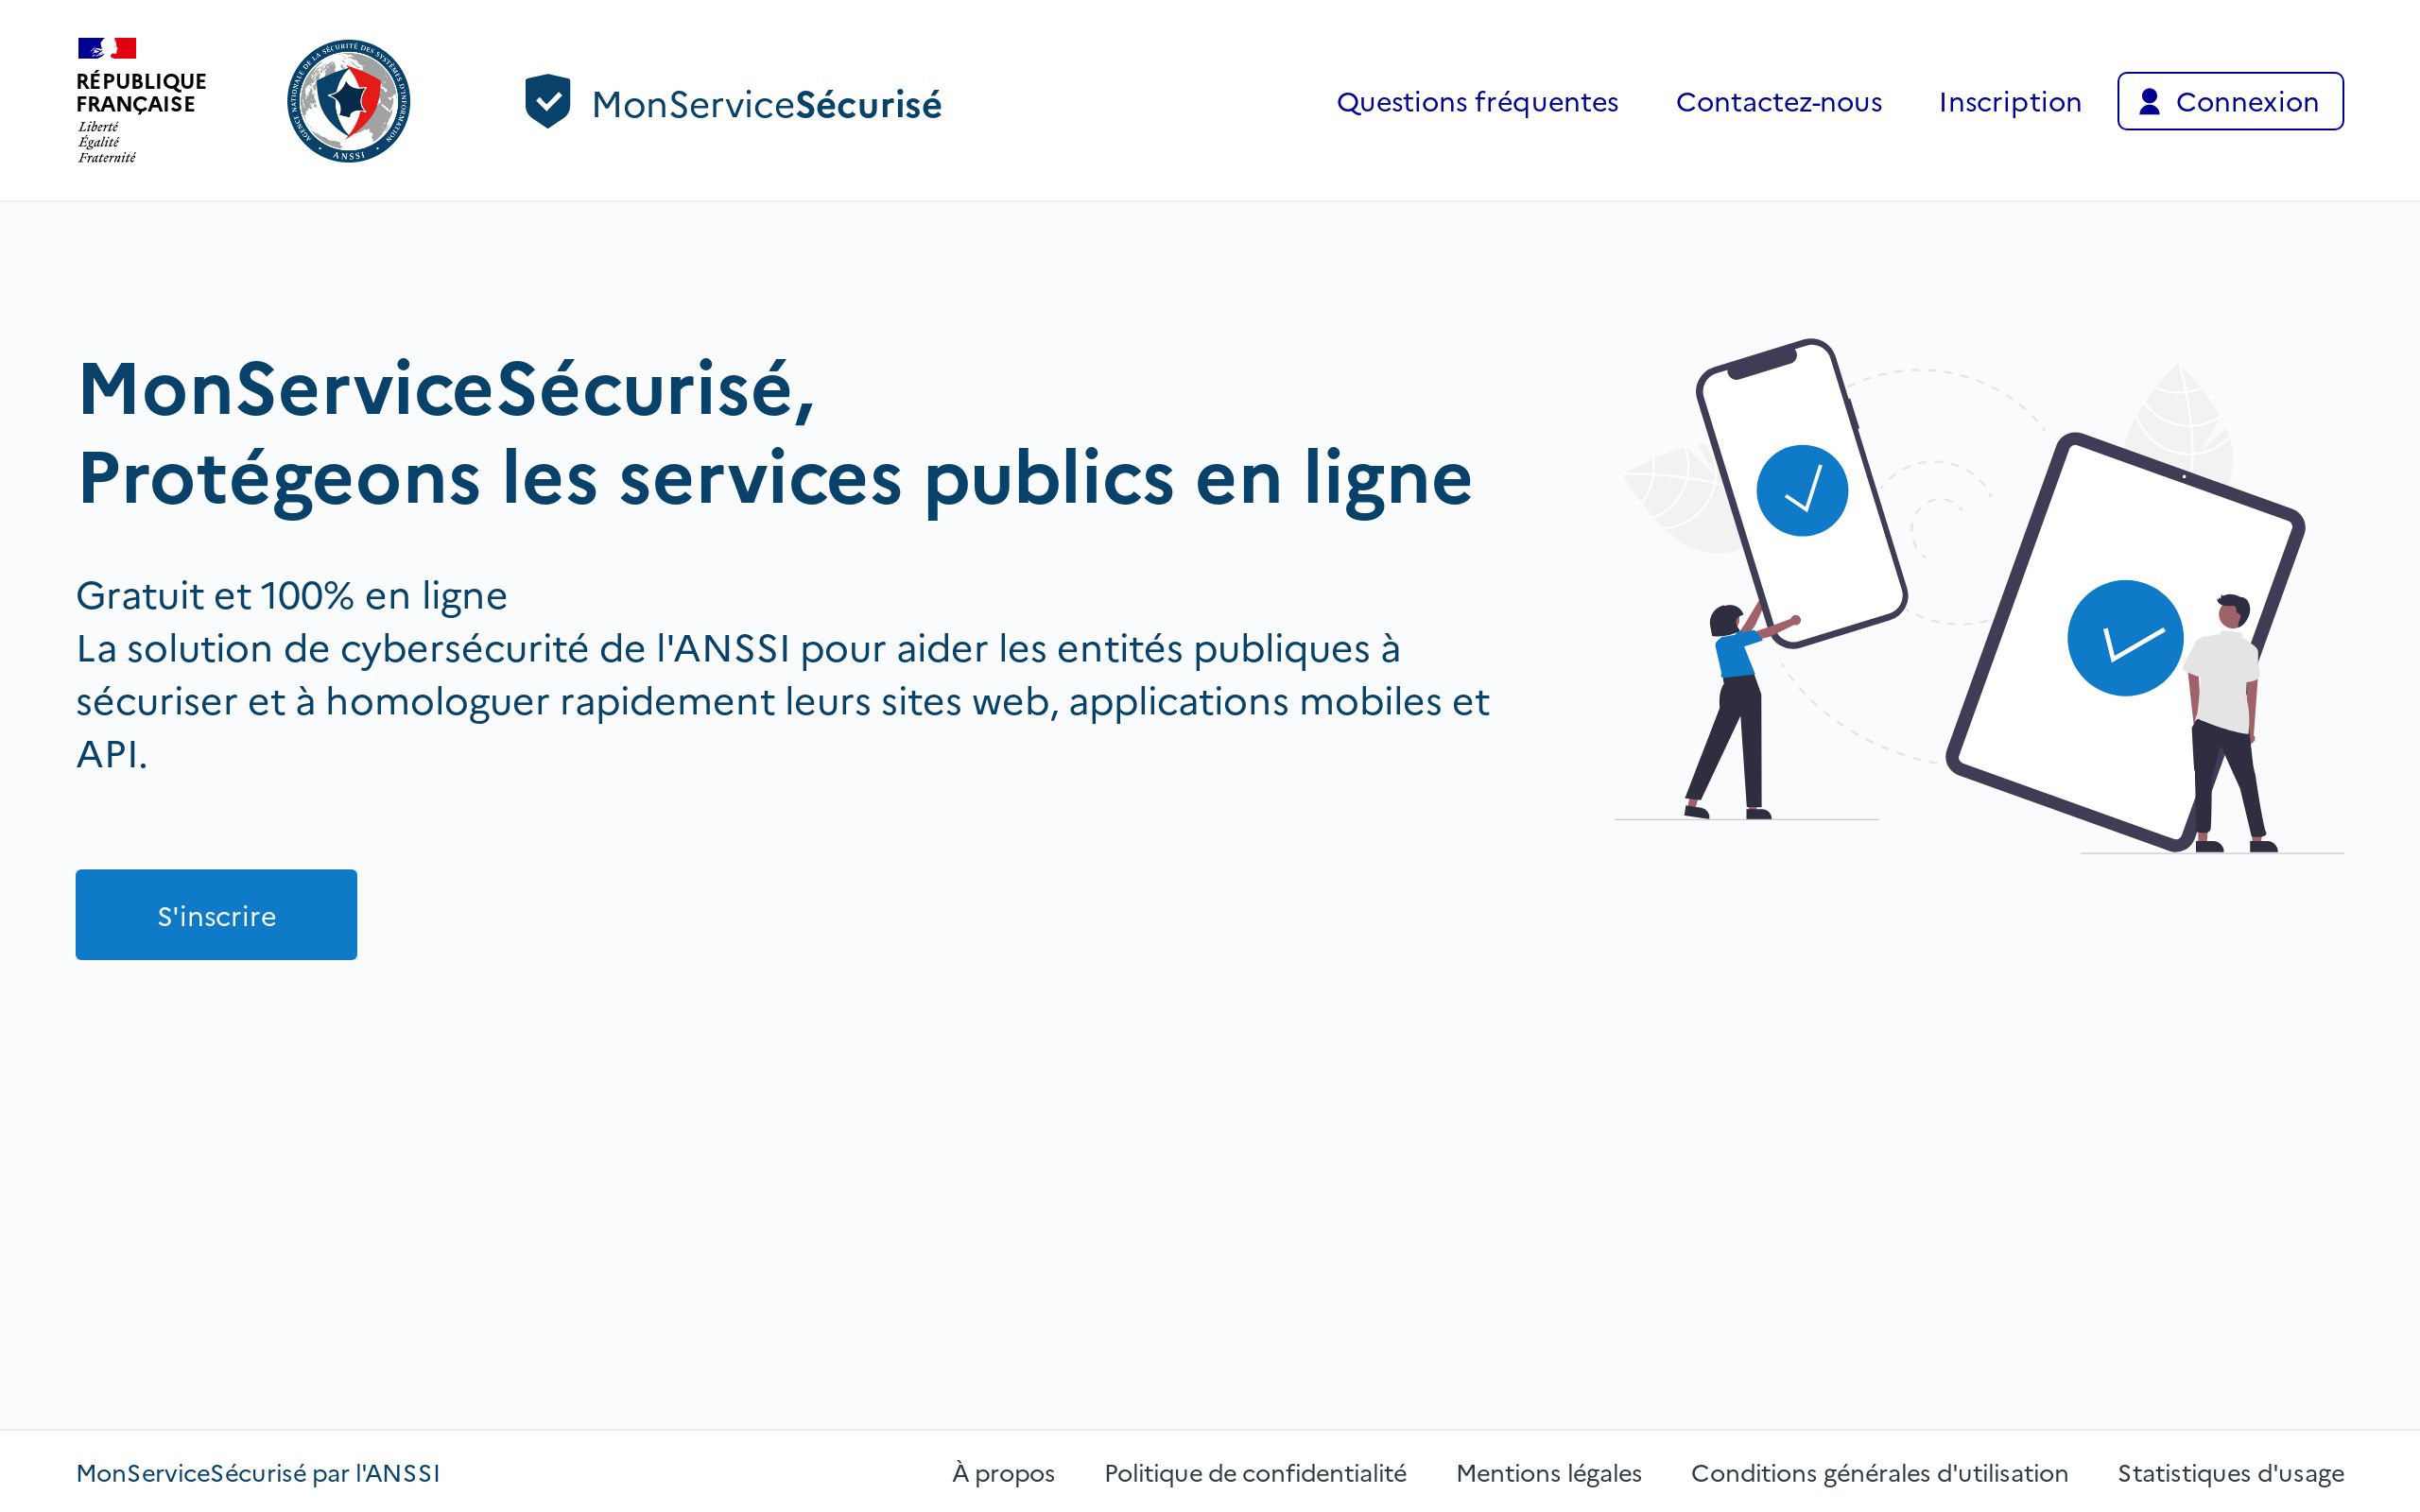 RÉPUBLIQUE
FRANÇAISE
Liberté
Égalité
Fraternité
AGENCE NATIONALE DE LA SÉCURITÉ DES SYSTÈMES D'INFORMATION
ANSSI
MonServiceSécurisé
Questions fréquentes
Contactez-nous
Inscription
Connexion
MonServiceSécurisé,
Protégeons les services publics en ligne
Gratuit et 100% en ligne
La solution de cybersécurité de l'ANSSI pour aider les entités publiques à
sécuriser et à homologuer rapidement leurs sites web, applications mobiles et
API.
S'inscrire
MonServiceSécurisé par l'ANSSI
À propos
Politique de confidentialité
Mentions légales
Conditions générales d'utilisation
Statistiques d'usage